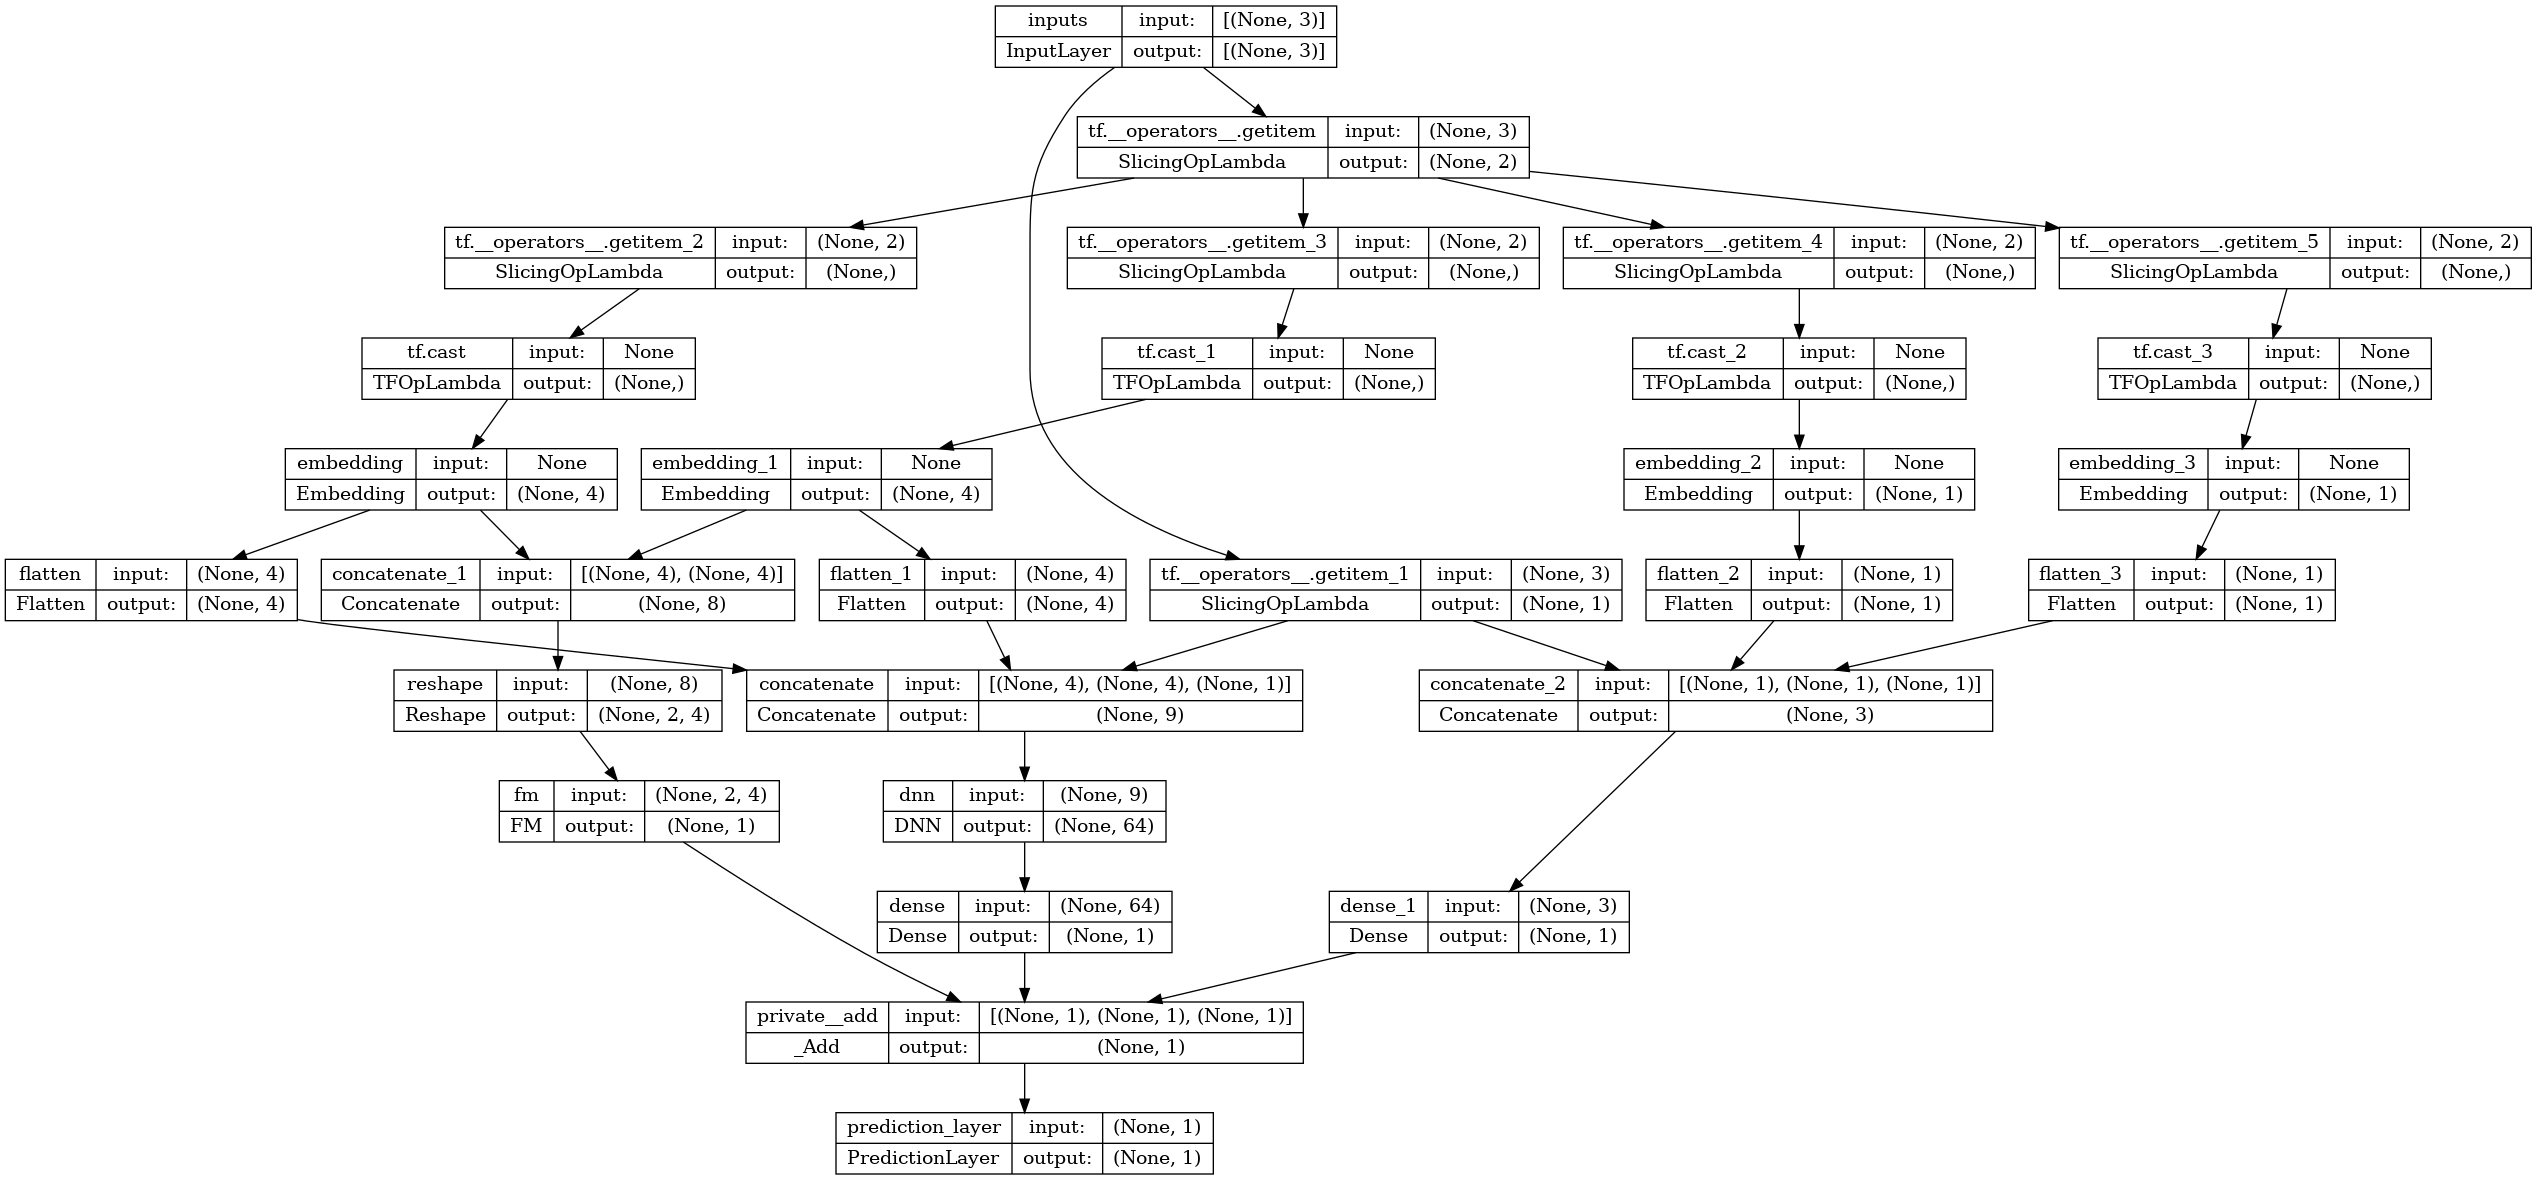 inputs input: [(None, 3)]
InputLayer output: [(None, 3)]
tf.__operators__.getitem input: (None, 3)
SlicingOpLambda output: (None, 2)
tf.__operators__.getitem_2 input: (None, 2)
SlicingOpLambda output: (None,)
tf.__operators__.getitem_3 input: (None, 2)
SlicingOpLambda output: (None,)
tf.__operators__.getitem_4 input: (None, 2)
SlicingOpLambda output: (None,)
tf.__operators__.getitem_5 input: (None, 2)
SlicingOpLambda output: (None,)
tf.cast input: None
TFOpLambda output: (None,)
tf.cast_1 input: None
TFOpLambda output: (None,)
tf.cast_2 input: None
TFOpLambda output: (None,)
tf.cast_3 input: None
TFOpLambda output: (None,)
embedding input: None
Embedding output: (None, 4)
embedding_1 input: None
Embedding output: (None, 4)
embedding_2 input: None
Embedding output: (None, 1)
embedding_3 input: None
Embedding output: (None, 1)
flatten input: (None, 4)
Flatten output: (None, 4)
concatenate_1 input: [(None, 4), (None, 4)]
Concatenate output: (None, 8)
flatten_1 input: (None, 4)
Flatten output: (None, 4)
tf.__operators__.getitem_1 input: (None, 3)
SlicingOpLambda output: (None, 1)
flatten_2 input: (None, 1)
Flatten output: (None, 1)
flatten_3 input: (None, 1)
Flatten output: (None, 1)
reshape input: (None, 8)
Reshape output: (None, 2, 4)
concatenate input: [(None, 4), (None, 4), (None, 1)]
Concatenate output: (None, 9)
concatenate_2 input: [(None, 1), (None, 1), (None, 1)]
Concatenate output: (None, 3)
fm input: (None, 2, 4)
FM output: (None, 1)
dnn input: (None, 9)
DNN output: (None, 64)
dense input: (None, 64)
Dense output: (None, 1)
dense_1 input: (None, 3)
Dense output: (None, 1)
private__add input: [(None, 1), (None, 1), (None, 1)]
_Add output: (None, 1)
prediction_layer input: (None, 1)
PredictionLayer output: (None, 1)